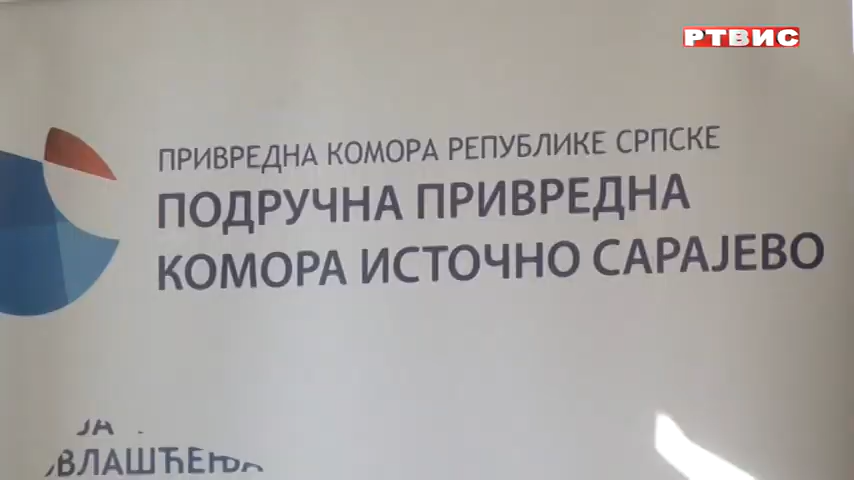 РТВИС
ПРИВРЕДНА КОМОРА РЕПУБЛИКЕ СРПСКЕ
ПОДРУЧНА ПРИВРЕДНА
КОМОРА ИСТОЧНО САРАЈЕВО